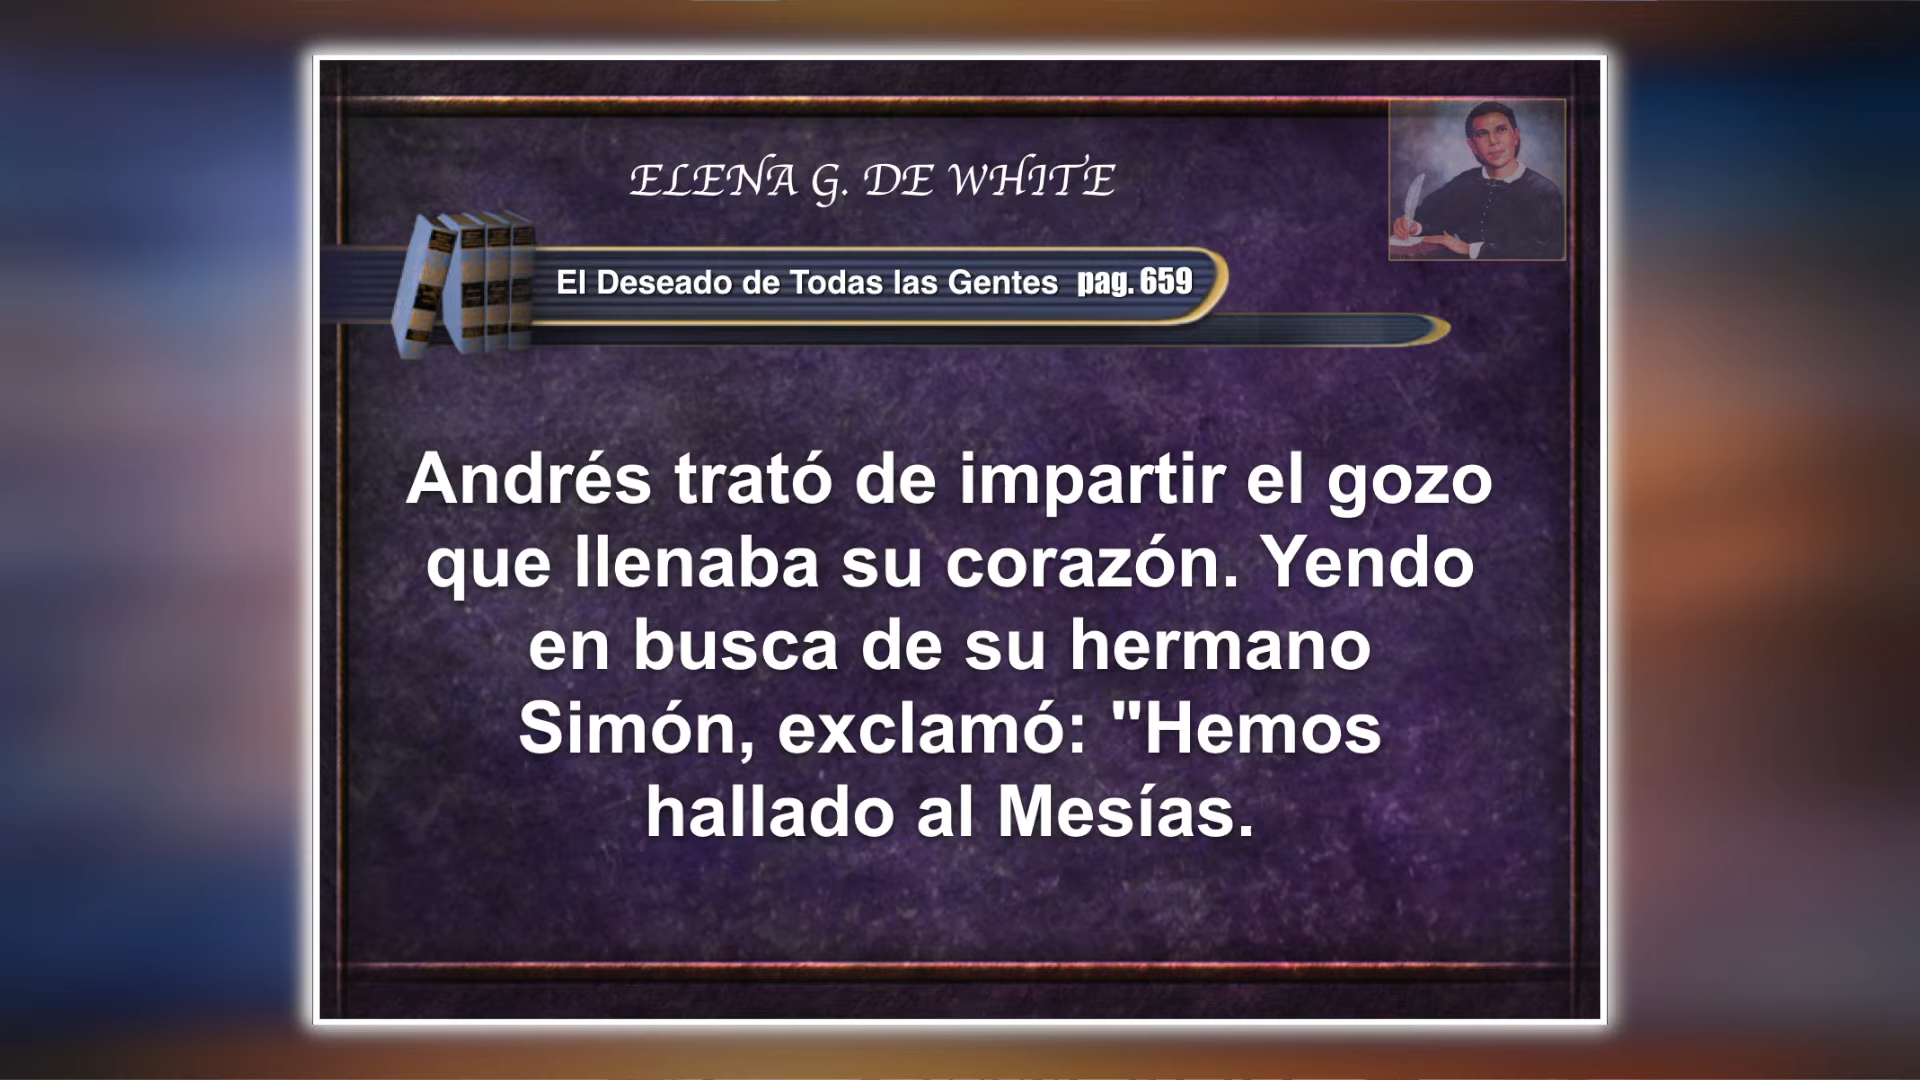 ELENA G. DE WHITE
El Deseado de Todas las Gentes pag. 659
Andrés trató de impartir el gozo
que llenaba su corazón. Yendo
en busca de su hermano
Simón, exclamó: "Hemos
hallado al Mesías.